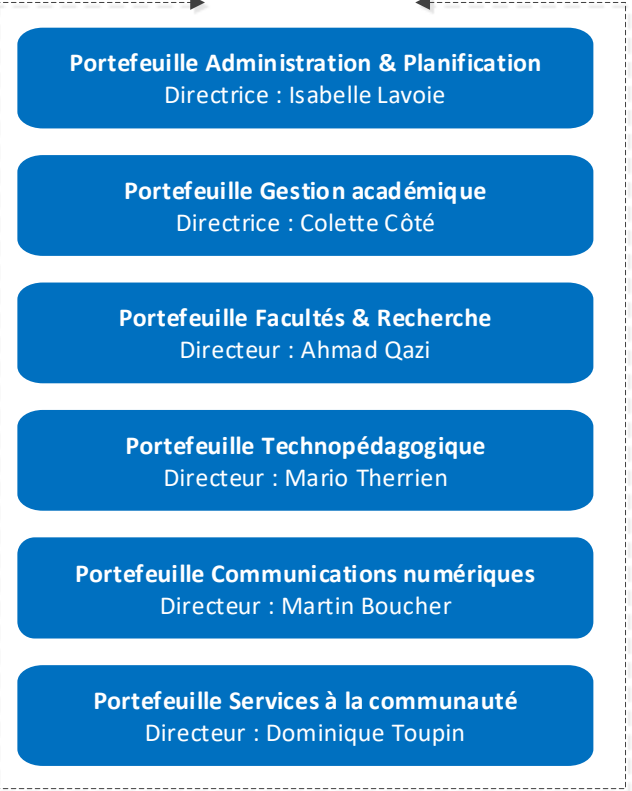 Portefeuille Administration & Planification
Directrice : Isabelle Lavoie
Portefeuille Gestion académique
Directrice : Colette Côté
Portefeuille Facultés & Recherche
Directeur : Ahmad Qazi
Portefeuille Technopédagogique
Directeur : Mario Therrien
Portefeuille Communications numériques
Directeur : Martin Boucher
Portefeuille Services à la communauté
Directeur : Dominique Toupin